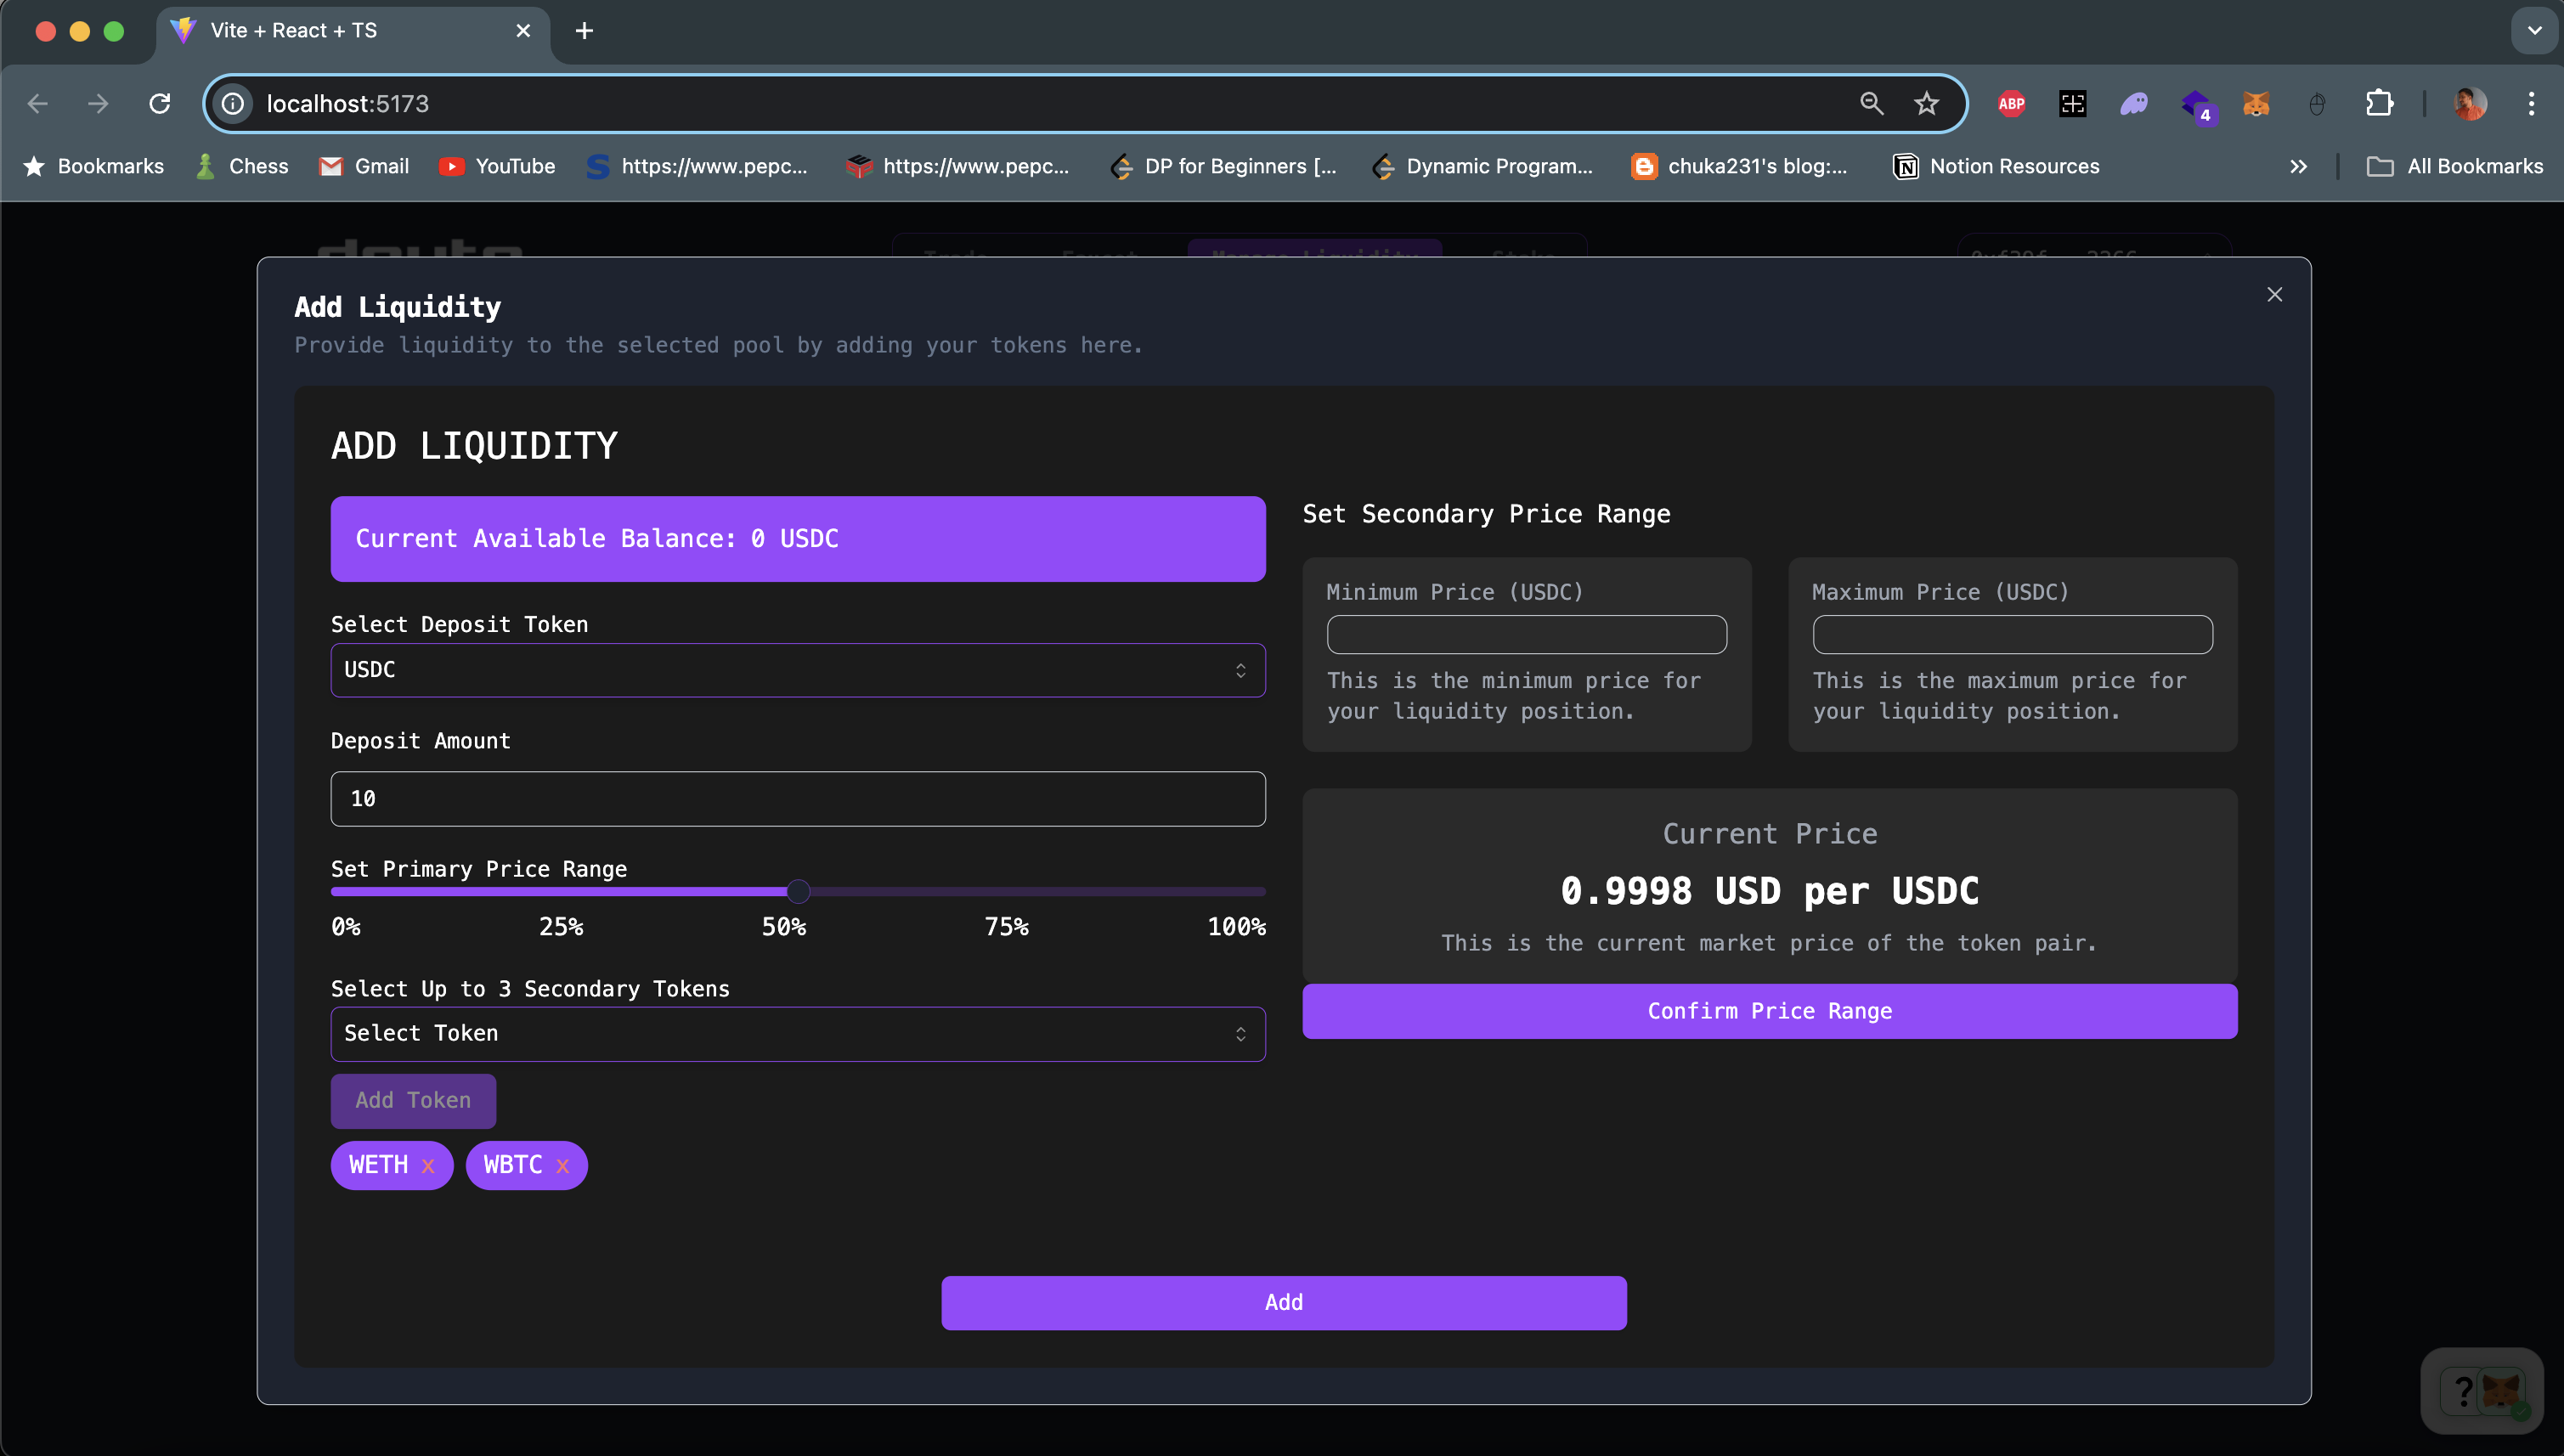 Vite + React + TS
localhost:5173
ABP
4
Bookmarks
Chess
Gmail
YouTube
https://www.pepc...
https://www.pepc...
DP for Beginners [...
Dynamic Program...
chuka231's blog:...
Notion Resources
All Bookmarks
Manage Liquidity
Add Liquidity
Provide liquidity to the selected pool by adding your tokens here.
ADD LIQUIDITY
Current Available Balance: 0 USDC
Select Deposit Token
USDC
Deposit Amount
10
Set Primary Price Range
0% 25% 50% 75% 100%
Select Up to 3 Secondary Tokens
Select Token
Add Token
WETH x WBTC x
Set Secondary Price Range
Minimum Price (USDC)
This is the minimum price for
your liquidity position.
Maximum Price (USDC)
This is the maximum price for
your liquidity position.
Current Price
0.9998 USD per USDC
This is the current market price of the token pair.
Confirm Price Range
Add
?